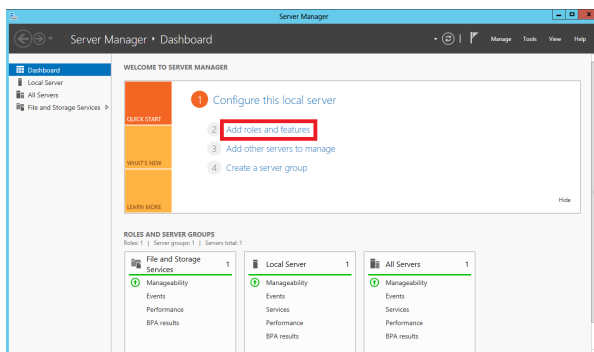 Server Manager
Server Manager • Dashboard
Manage Tools View Help
Dashboard
Local Server
All Servers
File and Storage Services
WELCOME TO SERVER MANAGER
QUICK START
WHAT'S NEW
LEARN MORE
1 Configure this local server
2 Add roles and features
3 Add other servers to manage
4 Create a server group
Hide
ROLES AND SERVER GROUPS
Roles: 1 | Server groups: 1 | Servers total: 1
File and Storage
Services 1
Manageability
Events
Performance
BPA results
Local Server 1
Manageability
Events
Services
Performance
BPA results
All Servers 1
Manageability
Events
Services
Performance
BPA results